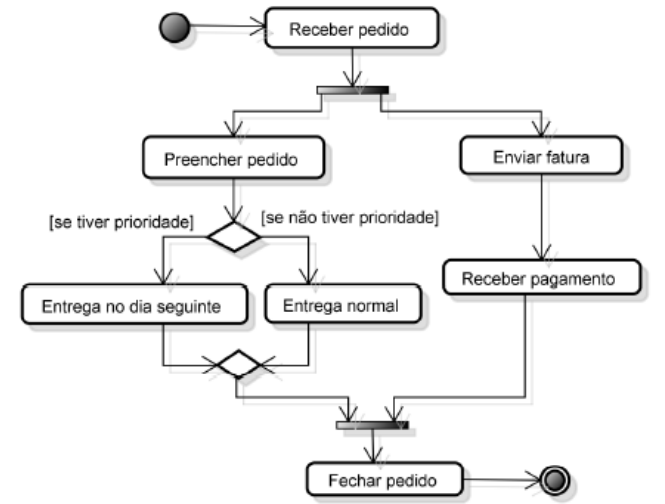 Receber pedido
Preencher pedido
Enviar fatura
[se tiver prioridade]
[se não tiver prioridade]
Entrega no dia seguinte
Entrega normal
Receber pagamento
Fechar pedido